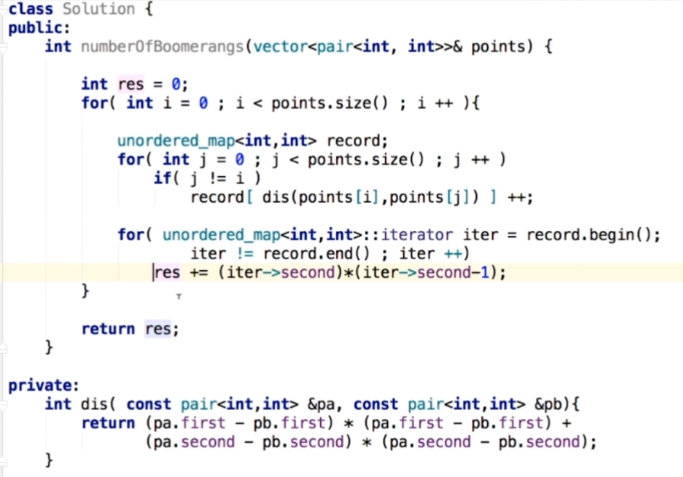 class Solution {
public:
    int numberOfBoomerangs(vector<pair<int, int>>& points) {
        int res = 0;
        for( int i = 0 ; i < points.size() ; i ++ ){
            unordered_map<int,int> record;
            for( int j = 0 ; j < points.size() ; j ++ )
                if( j != i )
                    record[ dis(points[i],points[j]) ] ++;
            for( unordered_map<int,int>::iterator iter = record.begin();
                    iter != record.end() ; iter ++)
                res += (iter->second)*(iter->second-1);
        }
        return res;
    }
private:
    int dis( const pair<int,int> &pa, const pair<int,int> &pb){
        return (pa.first - pb.first) * (pa.first - pb.first) +
               (pa.second - pb.second) * (pa.second - pb.second);
    }